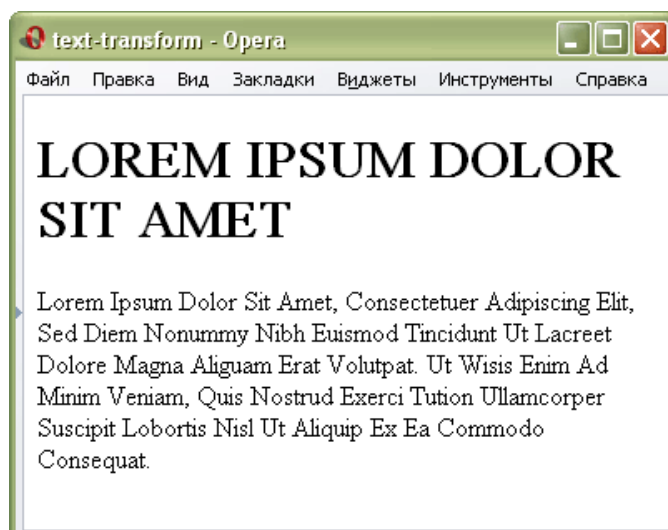 text-transform - Opera
Файл Правка Вид Закладки Виджеты Инструменты Справка
LOREM IPSUM DOLOR
SIT AMET
Lorem Ipsum Dolor Sit Amet, Consectetuer Adipiscing Elit,
Sed Diem Nonummy Nibh Euismod Tincidunt Ut Lacreet
Dolore Magna Aliguam Erat Volutpat. Ut Wisis Enim Ad
Minim Veniam, Quis Nostrud Exerci Tution Ullamcorper
Suscipit Lobortis Nisl Ut Aliquip Ex Ea Commodo
Consequat.